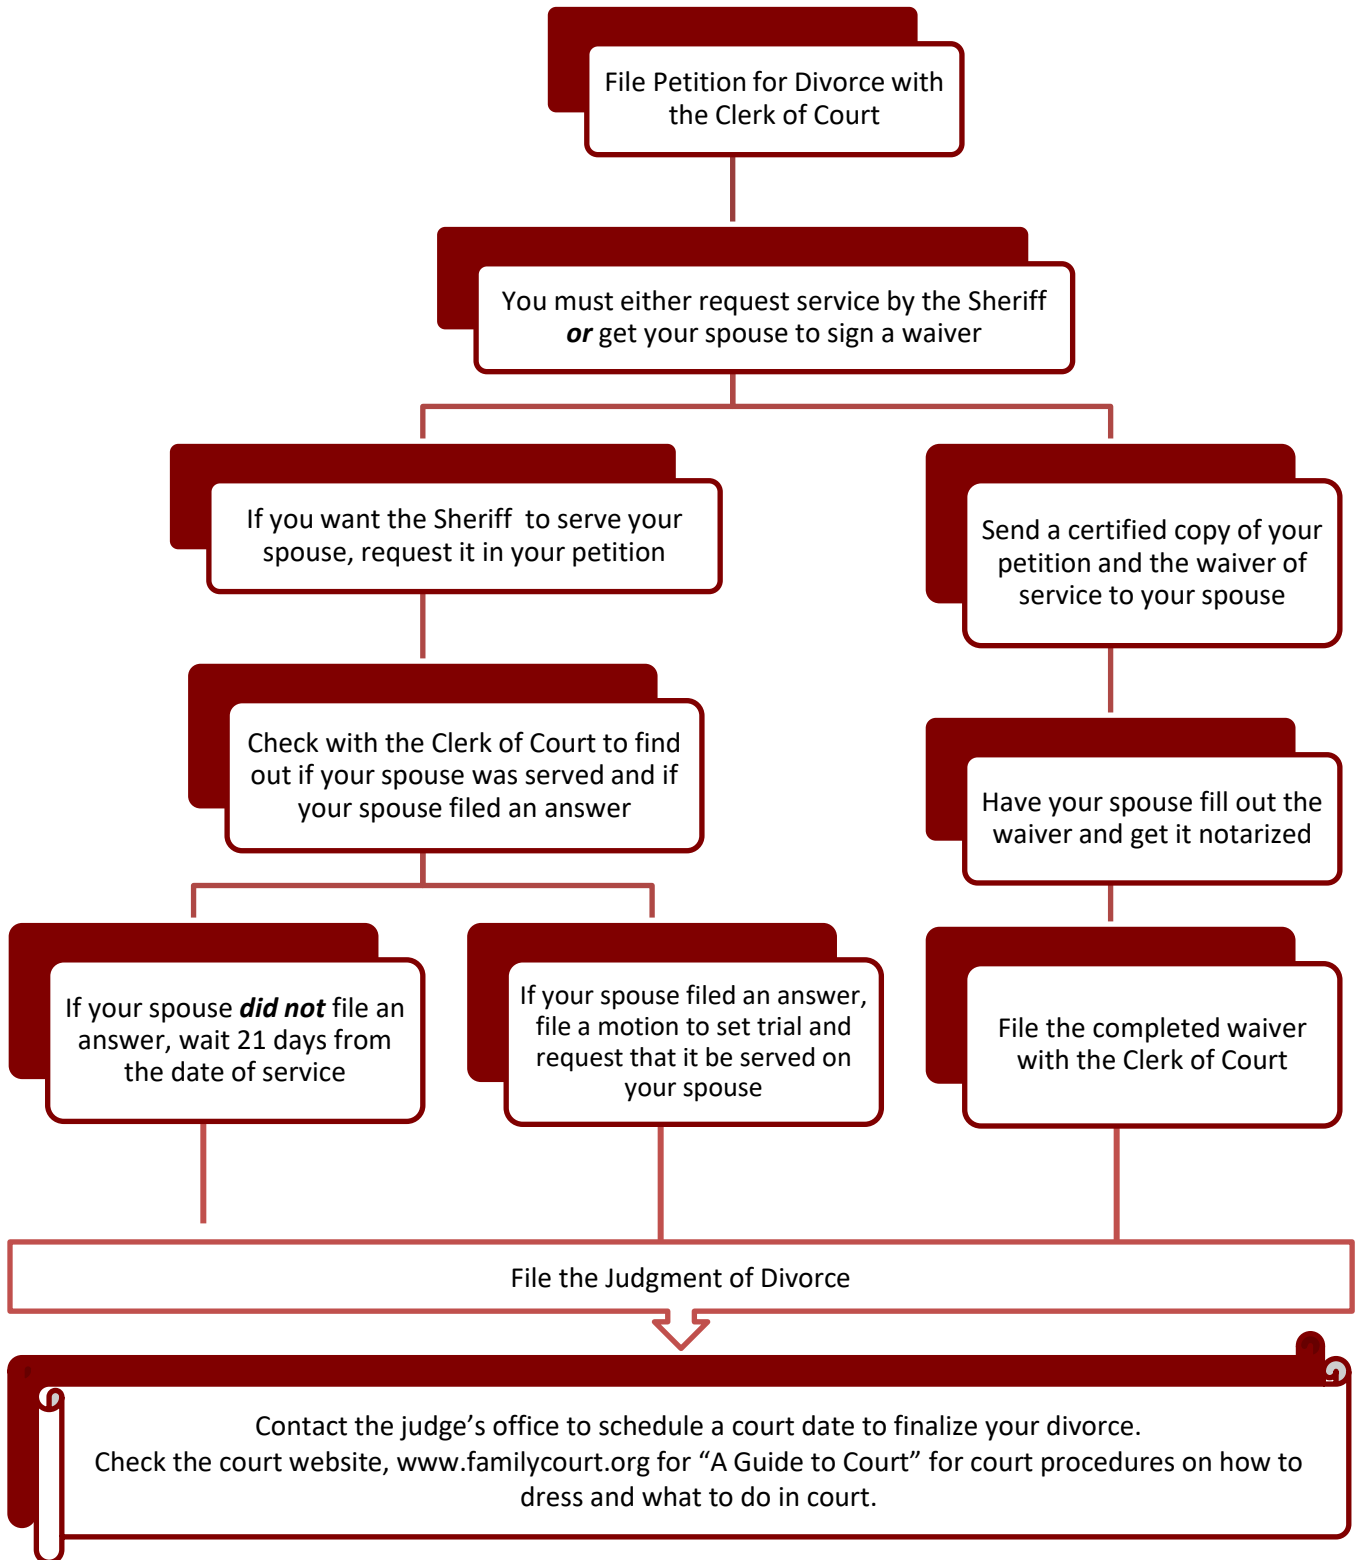 File Petition for Divorce with
the Clerk of Court
You must either request service by the Sheriff
or get your spouse to sign a waiver
If you want the Sheriff  to serve your
spouse, request it in your petition
Send a certified copy of your
petition and the waiver of
service to your spouse
Check with the Clerk of Court to find
out if your spouse was served and if
your spouse filed an answer
Have your spouse fill out the
waiver and get it notarized
If your spouse did not file an
answer, wait 21 days from
the date of service
If your spouse filed an answer,
file a motion to set trial and
request that it be served on
your spouse
File the completed waiver
with the Clerk of Court
File the Judgment of Divorce
Contact the judge’s office to schedule a court date to finalize your divorce.
Check the court website, www.familycourt.org for “A Guide to Court” for court procedures on how to
dress and what to do in court.